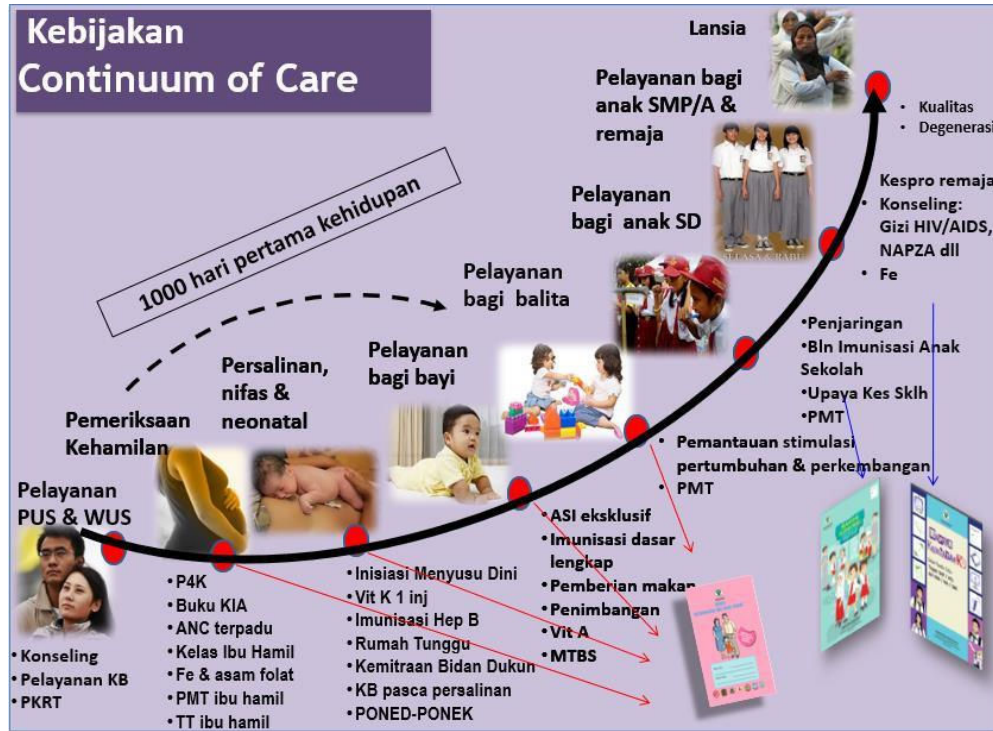 Kebijakan
Continuum of Care
1000 hari pertama kehidupan
Pelayanan
PUS & WUS
• Konseling
• Pelayanan KB
• PKRT
Pemeriksaan
Kehamilan
• P4K
• Buku KIA
• ANC terpadu
• Kelas Ibu Hamil
• Fe & asam folat
• PMT ibu hamil
• TT ibu hamil
Persalinan,
nifas &
neonatal
• Inisiasi Menyusu Dini
• Vit K 1 inj
• Imunisasi Hep B
• Rumah Tunggu
• Kemitraan Bidan Dukun
• KB pasca persalinan
• PONED-PONEK
Pelayanan
bagi bayi
• ASI eksklusif
• Imunisasi dasar
lengkap
• Pemberian makan
• Penimbangan
• Vit A
• MTBS
Pelayanan
bagi balita
• Pemantauan stimulasi
pertumbuhan & perkembangan
• PMT
Pelayanan
bagi anak SD
• Penjaringan
• Bln Imunisasi Anak
Sekolah
• Upaya Kes Sklh
• PMT
Pelayanan bagi
anak SMP/A &
remaja
SELASA & RABU
Kespro remaja
• Konseling:
Gizi HIV/AIDS,
NAPZA dll
• Fe
Lansia
• Kualitas
• Degenerasi